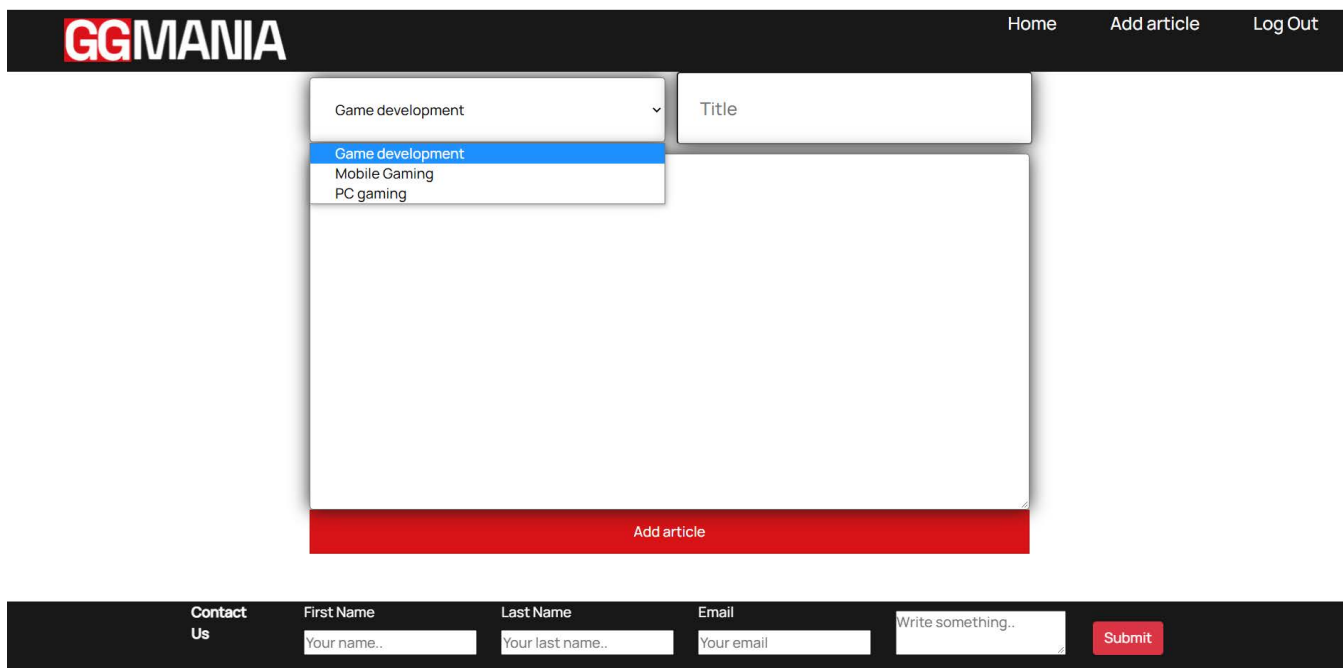 GGMANIA
Home Add article Log Out
Game development
Title
Game development
Mobile Gaming
PC gaming
Add article
Contact Us
First Name
Your name..
Last Name
Your last name..
Email
Your email
Write something..
Submit